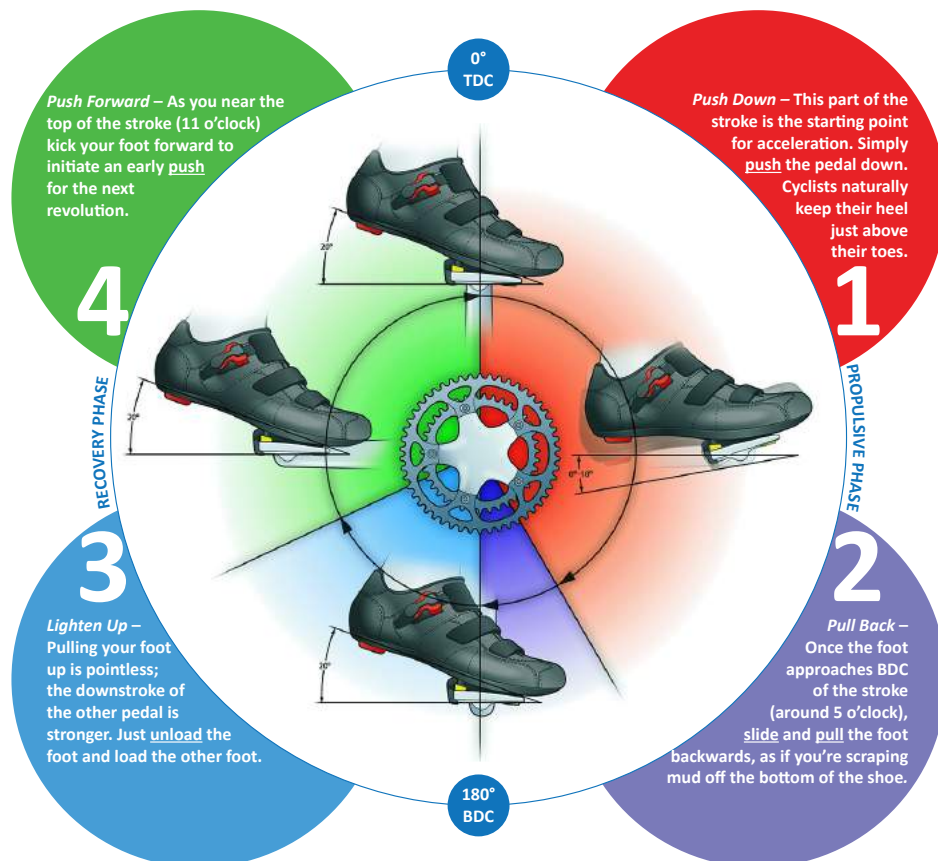 0°
TDC
Push Forward – As you near the
top of the stroke (11 o’clock)
kick your foot forward to
initiate an early push
for the next
revolution.
4
Push Down – This part of the
stroke is the starting point
for acceleration. Simply
push the pedal down.
Cyclists naturally
keep their heel
just above
their toes.
1
20°
20°
0°-10°
RECOVERY PHASE
PROPULSIVE PHASE
3
Lighten Up –
Pulling your foot
up is pointless;
the downstroke of
the other pedal is
stronger. Just unload the
foot and load the other foot.
2
Pull Back –
Once the foot
approaches BDC
of the stroke
(around 5 o’clock),
slide and pull the foot
backwards, as if you’re scraping
mud off the bottom of the shoe.
20°
180°
BDC